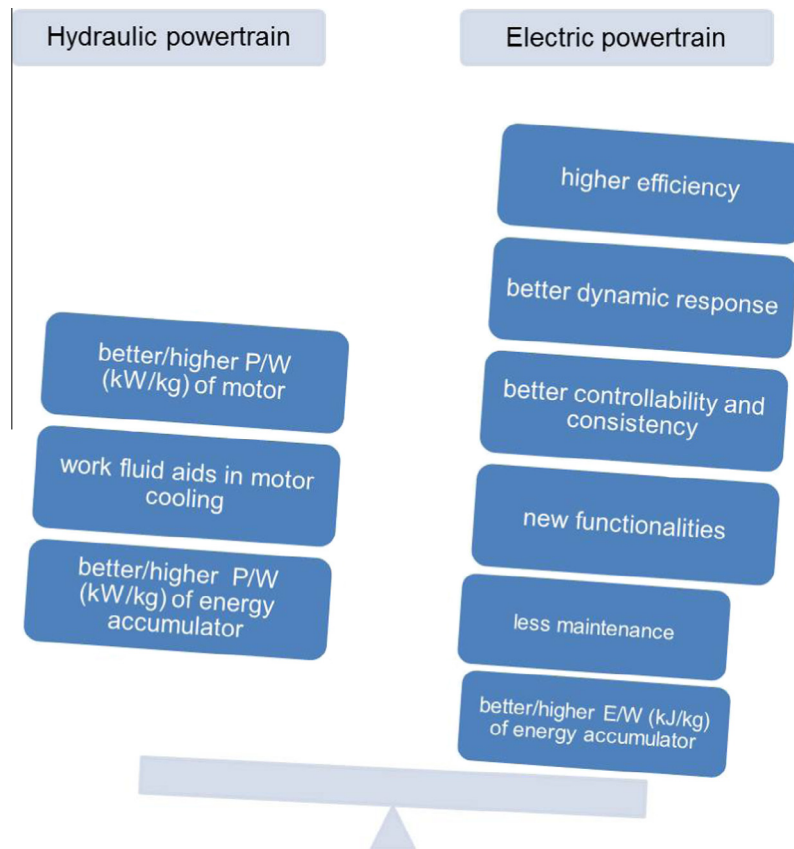 Hydraulic powertrain
Electric powertrain
better/higher P/W
(kW/kg) of motor
work fluid aids in motor
cooling
better/higher P/W
(kW/kg) of energy
accumulator
higher efficiency
better dynamic response
better controllability and
consistency
new functionalities
less maintenance
better/higher E/W (kJ/kg)
of energy accumulator